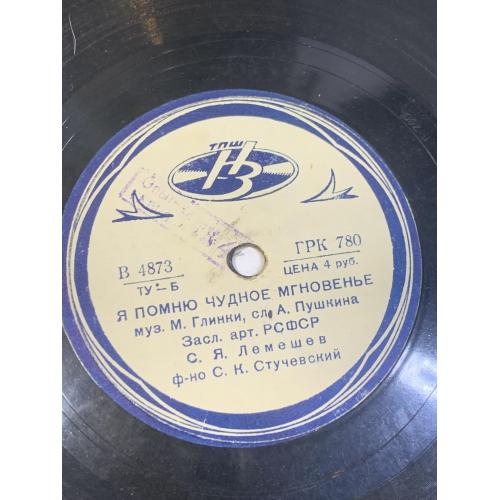 ТПШ
НЗ
В 4873
ТУ-Б
ГРК 780
ЦЕНА 4 руб.
Я ПОМНЮ ЧУДНОЕ МГНОВЕНЬЕ
муз. М. Глинки, сл. А. Пушкина
Засл. арт. РСФСР
С. Я. Лемешев
ф-но С. К. Стучевский